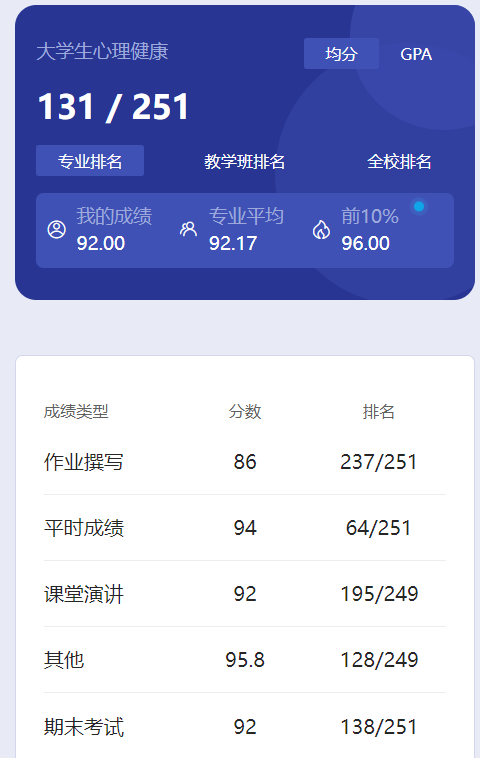 大学生心理健康 均分 GPA
131 / 251
专业排名 教学班排名 全校排名
我的成绩 专业平均 前10%
92.00 92.17 96.00
成绩类型 分数 排名
作业撰写 86 237/251
平时成绩 94 64/251
课堂演讲 92 195/249
其他 95.8 128/249
期末考试 92 138/251